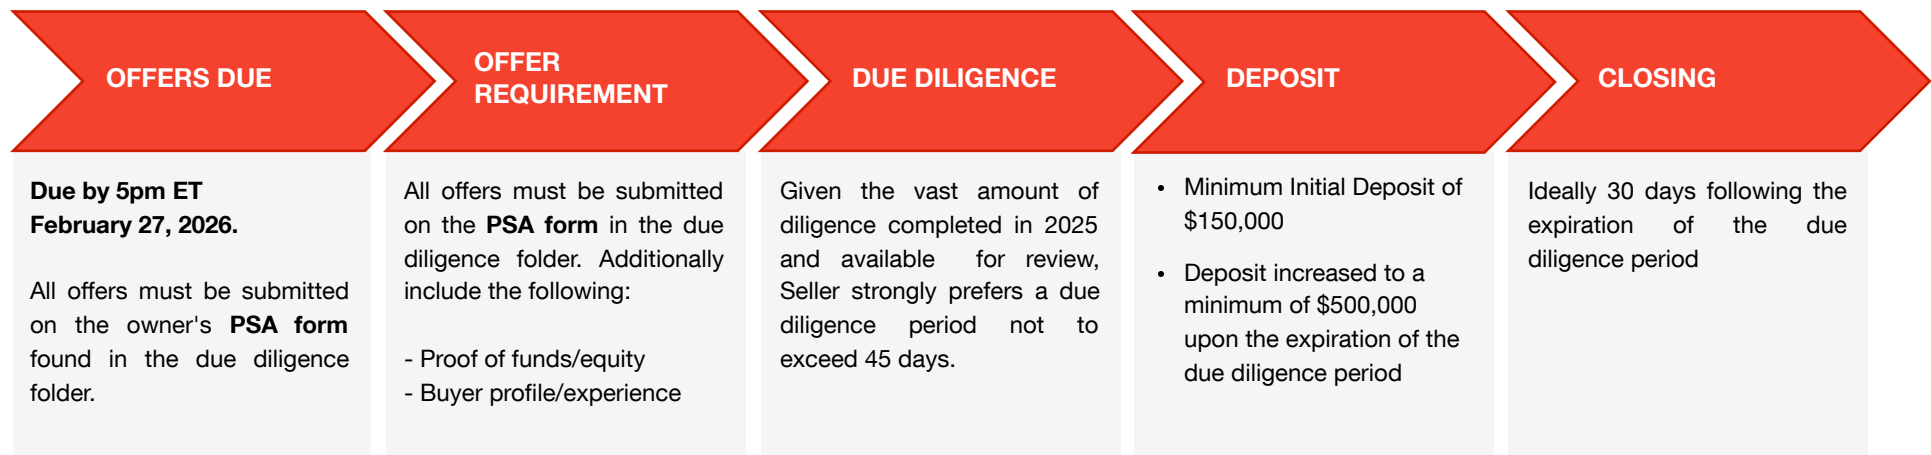 OFFERS DUE
Due by 5pm ET
February 27, 2026.
All offers must be submitted
on the owner's PSA form
found in the due diligence
folder.
OFFER
REQUIREMENT
All offers must be submitted
on the PSA form in the due
diligence folder. Additionally
include the following:
- Proof of funds/equity
- Buyer profile/experience
DUE DILIGENCE
Given the vast amount of
diligence completed in 2025
and available for review,
Seller strongly prefers a due
diligence period not to
exceed 45 days.
DEPOSIT
• Minimum Initial Deposit of
$150,000
• Deposit increased to a
minimum of $500,000
upon the expiration of the
due diligence period
CLOSING
Ideally 30 days following the
expiration of the due
diligence period